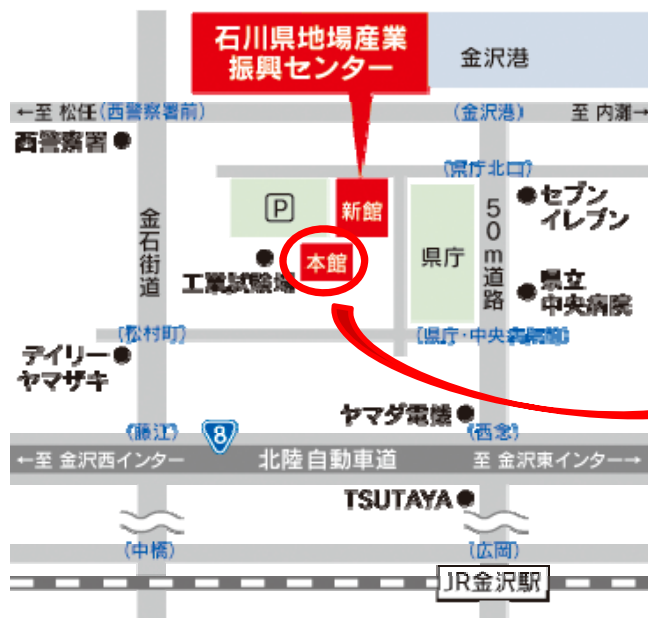 石川県地場産業
振興センター
金沢港
←至 松任
(西警察署前)
(金沢港)
至 内灘→
西警察署
(県庁北口)
P
新館
金石街道
県庁
50m道路
セブン
イレブン
本館
工業試験場
県立
中央病院
(松村町)
(県庁・中央病院前)
デイリー
ヤマザキ
ヤマダ電機
(藤江)
8
(西念)
←至 金沢西インター
北陸自動車道
至 金沢東インター→
TSUTAYA
(中橋)
(広岡)
JR金沢駅